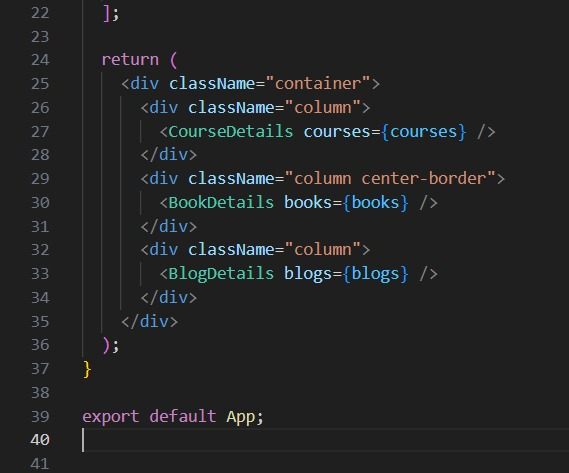 22 ];
23
24 return (
25 <div className="container">
26 <div className="column">
27 <CourseDetails courses={courses} />
28 </div>
29 <div className="column center-border">
30 <BookDetails books={books} />
31 </div>
32 <div className="column">
33 <BlogDetails blogs={blogs} />
34 </div>
35 </div>
36 );
37 }
38
39 export default App;
40
41